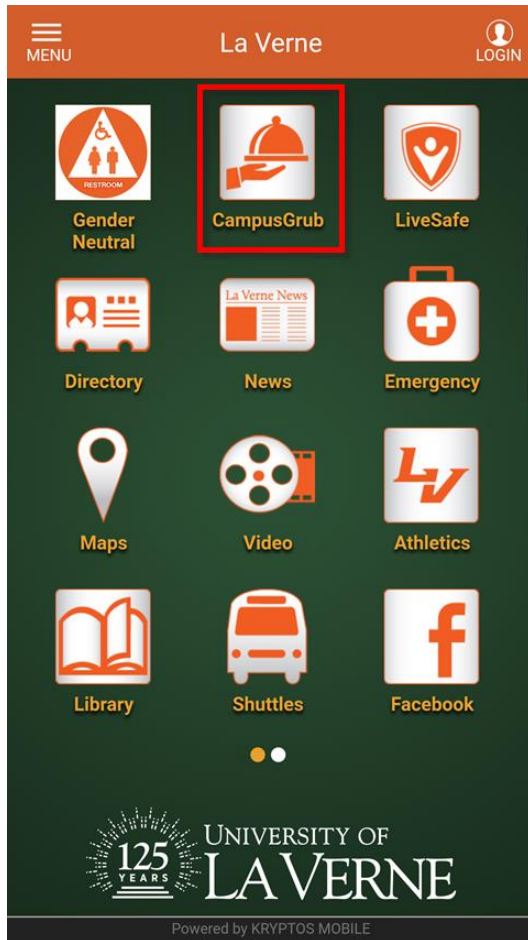 La Verne
MENU
LOGIN
RESTROOM
Gender
Neutral
CampusGrub
LiveSafe
La Verne News
Directory
News
Emergency
LV
Maps
Video
Athletics
f
Library
Shuttles
Facebook
125
YEARS
UNIVERSITY OF
LA VERNE
Powered by KRYPTOS MOBILE